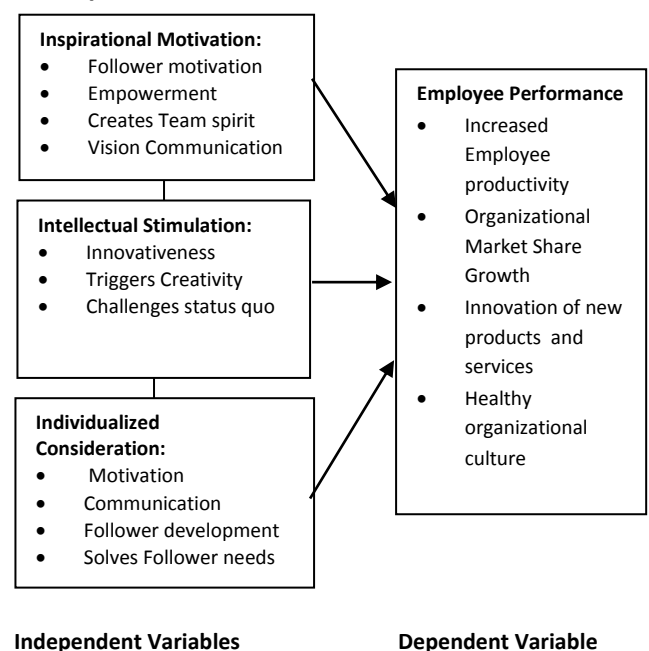 Inspirational Motivation:
• Follower motivation
• Empowerment
• Creates Team spirit
• Vision Communication
Intellectual Stimulation:
• Innovativeness
• Triggers Creativity
• Challenges status quo
Individualized
Consideration:
• Motivation
• Communication
• Follower development
• Solves Follower needs
Employee Performance
• Increased
Employee
productivity
• Organizational
Market Share
Growth
• Innovation of new
products and
services
• Healthy
organizational
culture
Independent Variables
Dependent Variable